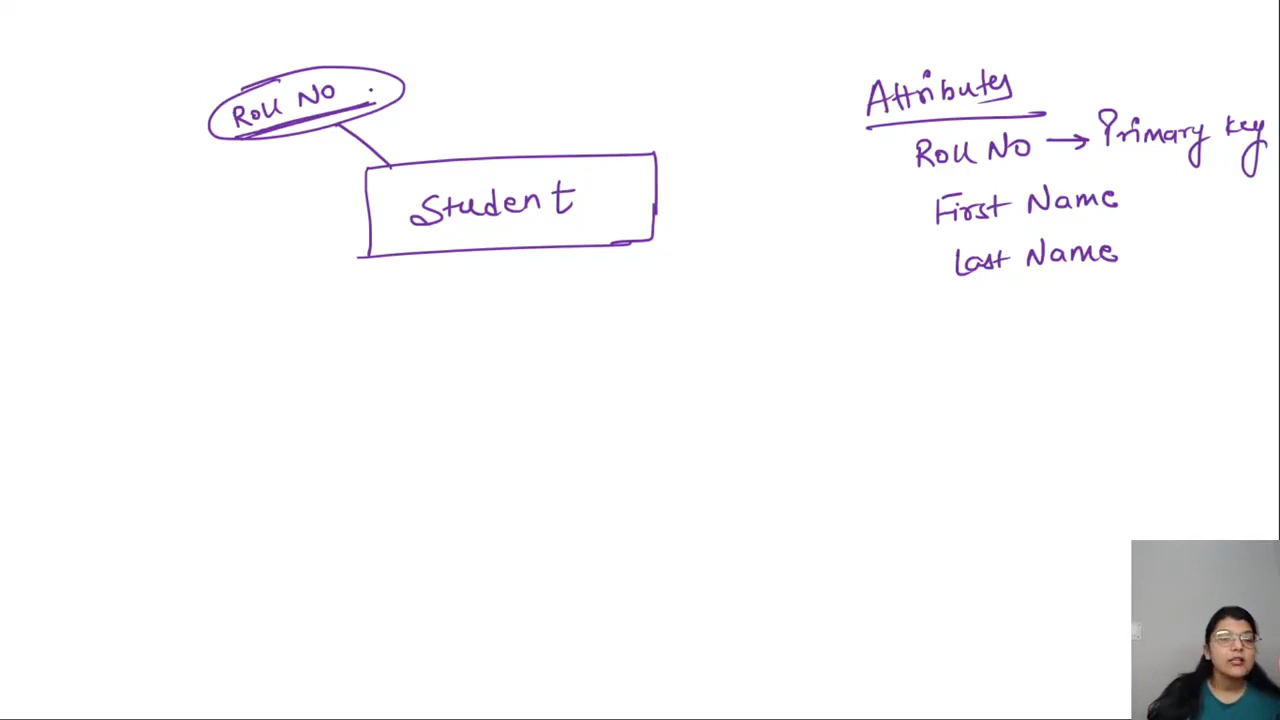 Roll No
Student
Attributes
Roll No → Primary key
First Name
Last Name